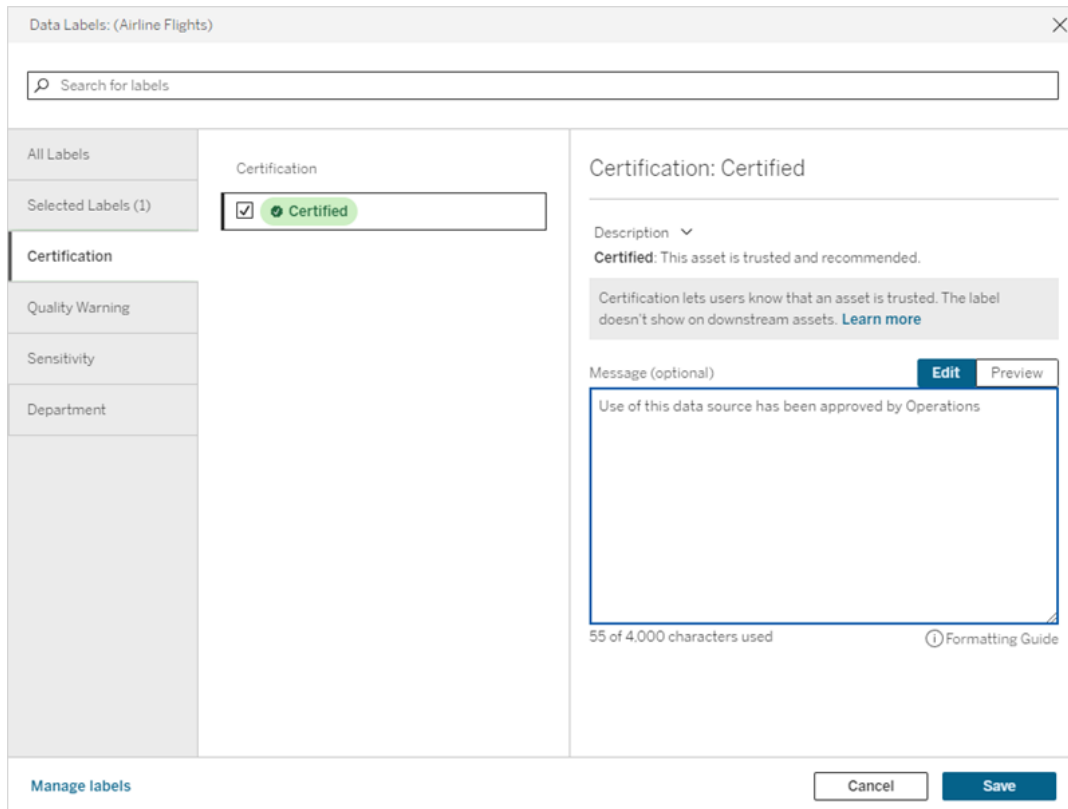 Data Labels: (Airline Flights)
Search for labels
All Labels
Selected Labels (1)
Certification
Quality Warning
Sensitivity
Department
Certification
Certified
Certification: Certified
Description
Certified: This asset is trusted and recommended.
Certification lets users know that an asset is trusted. The label
doesn't show on downstream assets. Learn more
Message (optional)
Edit
Preview
Use of this data source has been approved by Operations
55 of 4,000 characters used
Formatting Guide
Manage labels
Cancel
Save